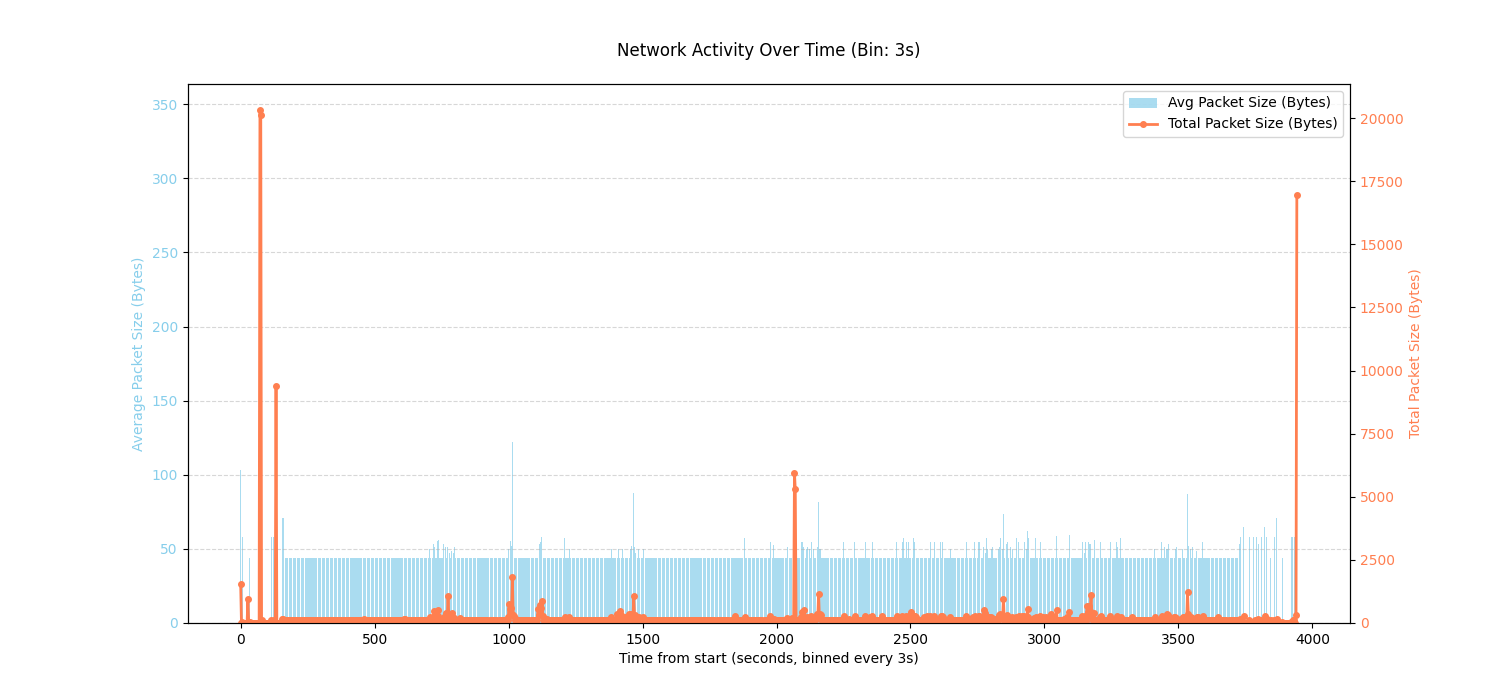 Network Activity Over Time (Bin: 3s)
Avg Packet Size (Bytes)
Total Packet Size (Bytes)
Average Packet Size (Bytes)
350
300
250
200
150
100
50
0
20000
17500
15000
12500
10000
7500
5000
2500
0
Total Packet Size (Bytes)
0 500 1000 1500 2000 2500 3000 3500 4000
Time from start (seconds, binned every 3s)